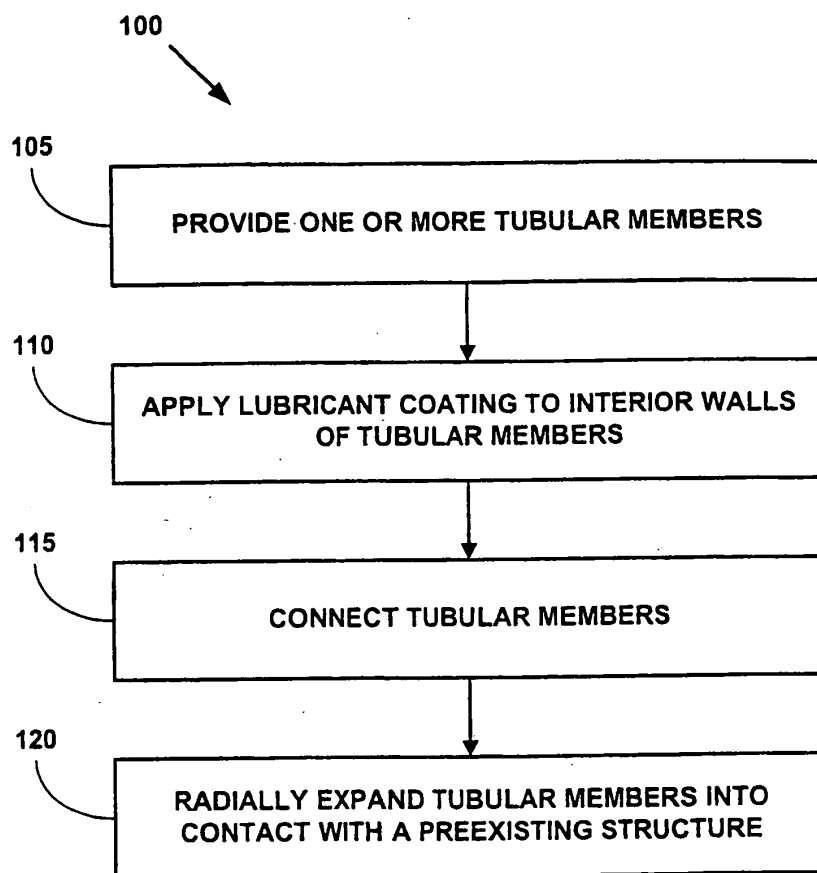 100
105
PROVIDE ONE OR MORE TUBULAR MEMBERS
110
APPLY LUBRICANT COATING TO INTERIOR WALLS
OF TUBULAR MEMBERS
115
CONNECT TUBULAR MEMBERS
120
RADIALLY EXPAND TUBULAR MEMBERS INTO
CONTACT WITH A PREEXISTING STRUCTURE